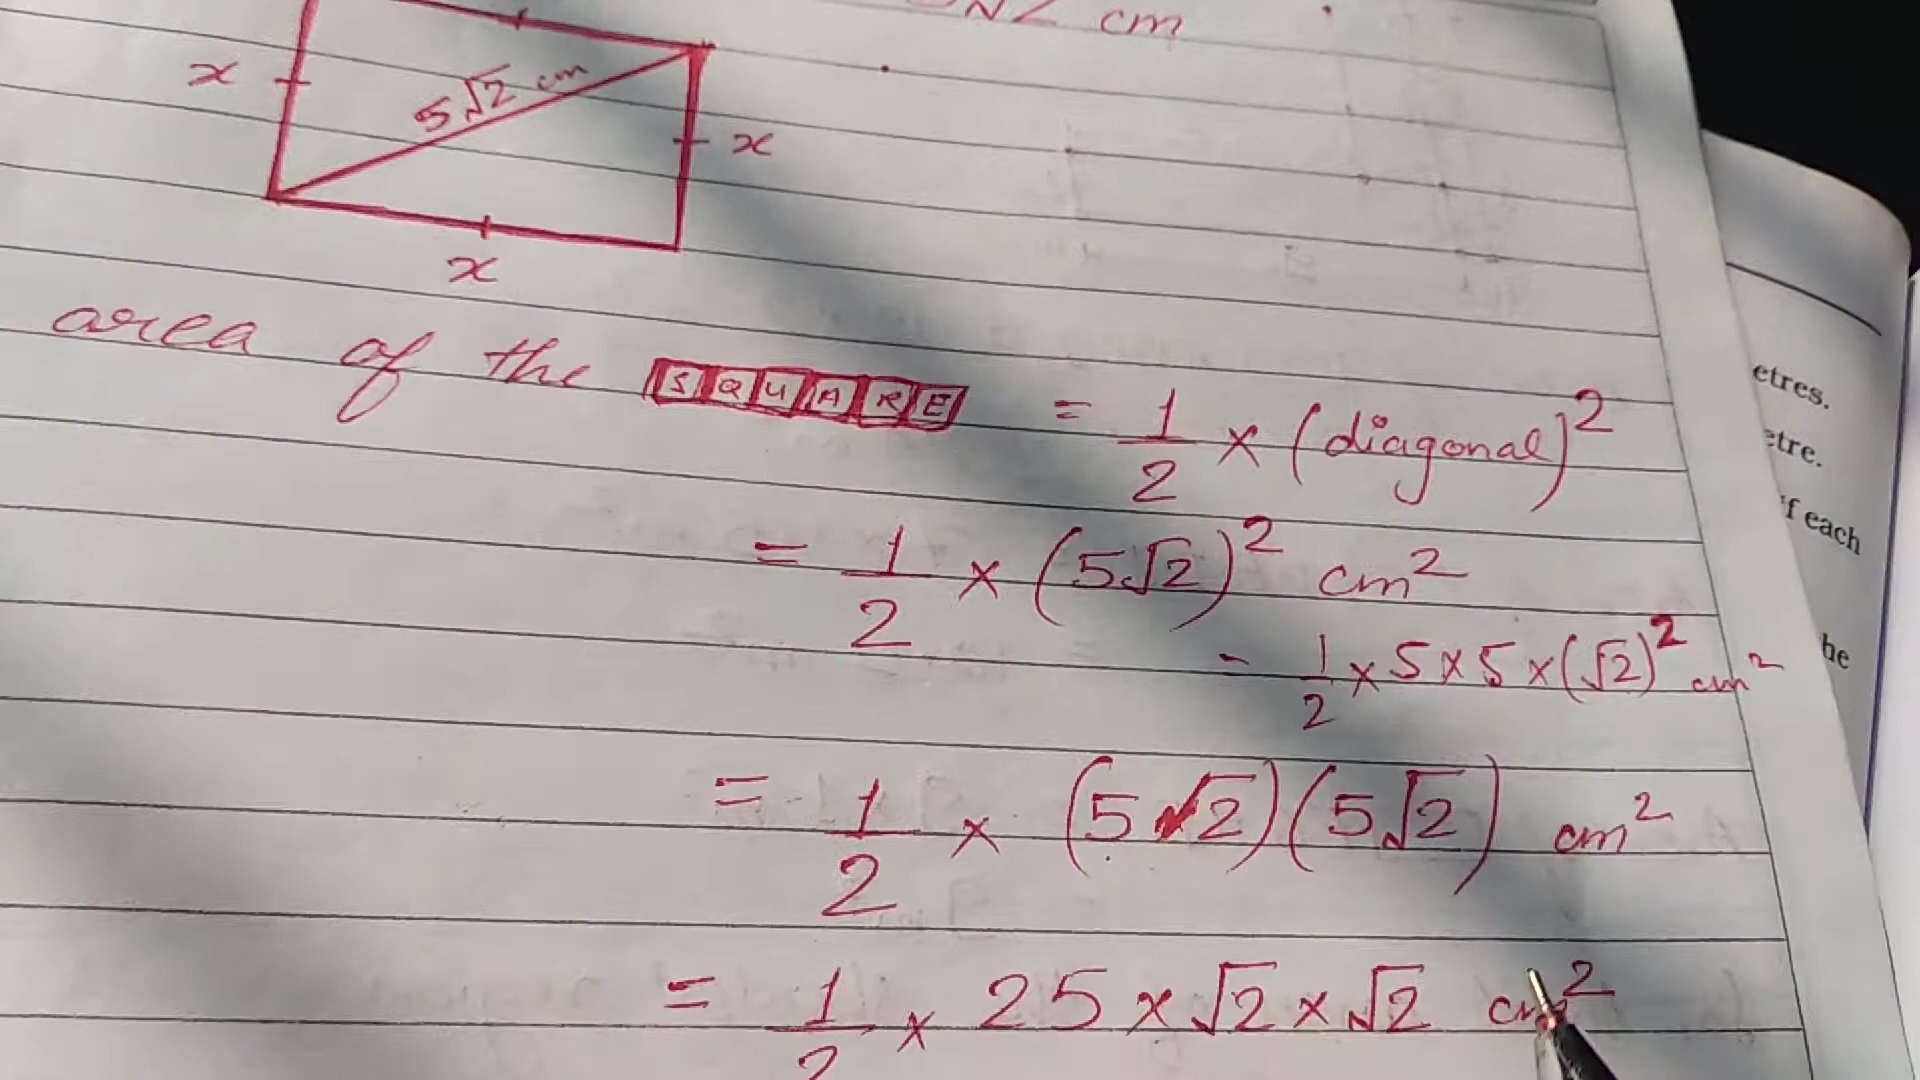 √2 cm
x
5√2 cm
x
x
area of the SQUARE = 1/2 × (diagonal)²
= 1/2 × (5√2)² cm²
= 1/2 × 5 × 5 × (√2)² cm²
= 1/2 × (5√2)(5√2) cm²
= 1/2 × 25 × √2 × √2 cm²
etres.
etre.
f each
he